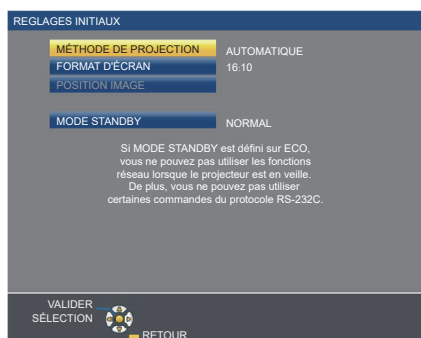 REGLAGES INITIAUX
MÉTHODE DE PROJECTION AUTOMATIQUE
FORMAT D'ÉCRAN 16:10
POSITION IMAGE
MODE STANDBY NORMAL
Si MODE STANDBY est défini sur ECO,
vous ne pouvez pas utiliser les fonctions
réseau lorsque le projecteur est en veille.
De plus, vous ne pouvez pas utiliser
certaines commandes du protocole RS-232C.
VALIDER
SÉLECTION
RETOUR